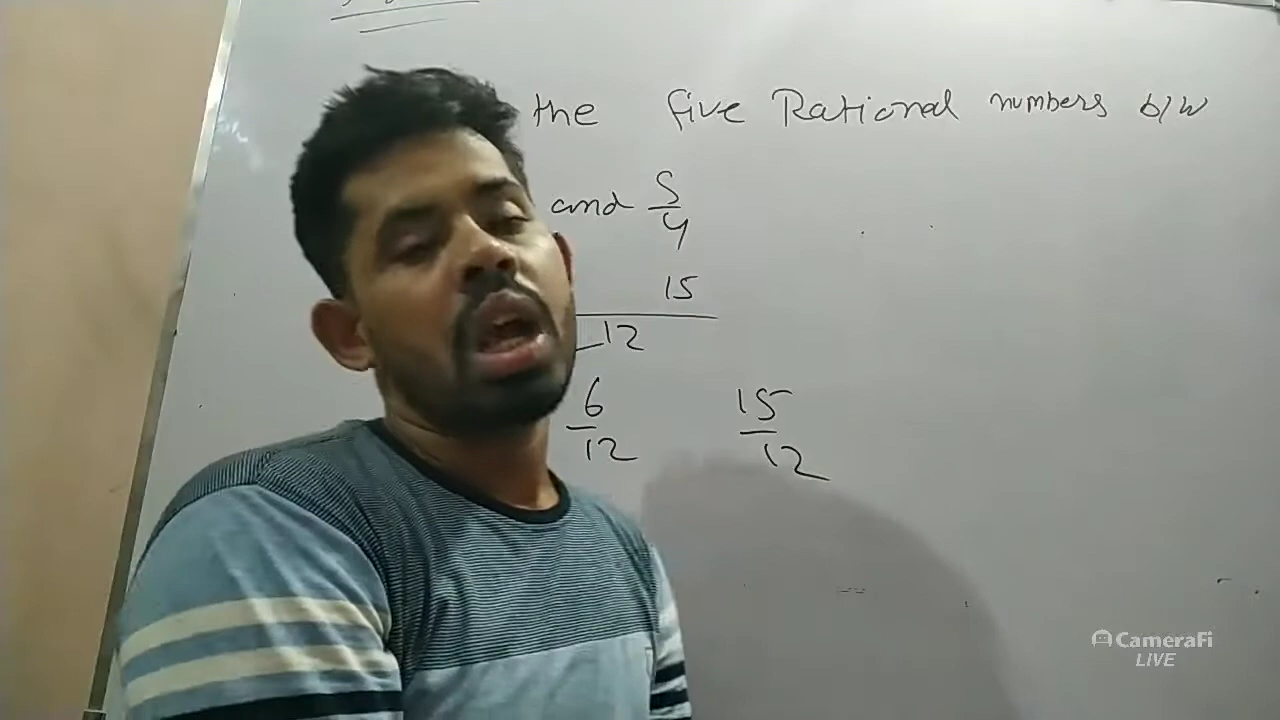 the five Rational numbers b/w
and 5/4
15
12
6/12 15/12
CameraFi
LIVE